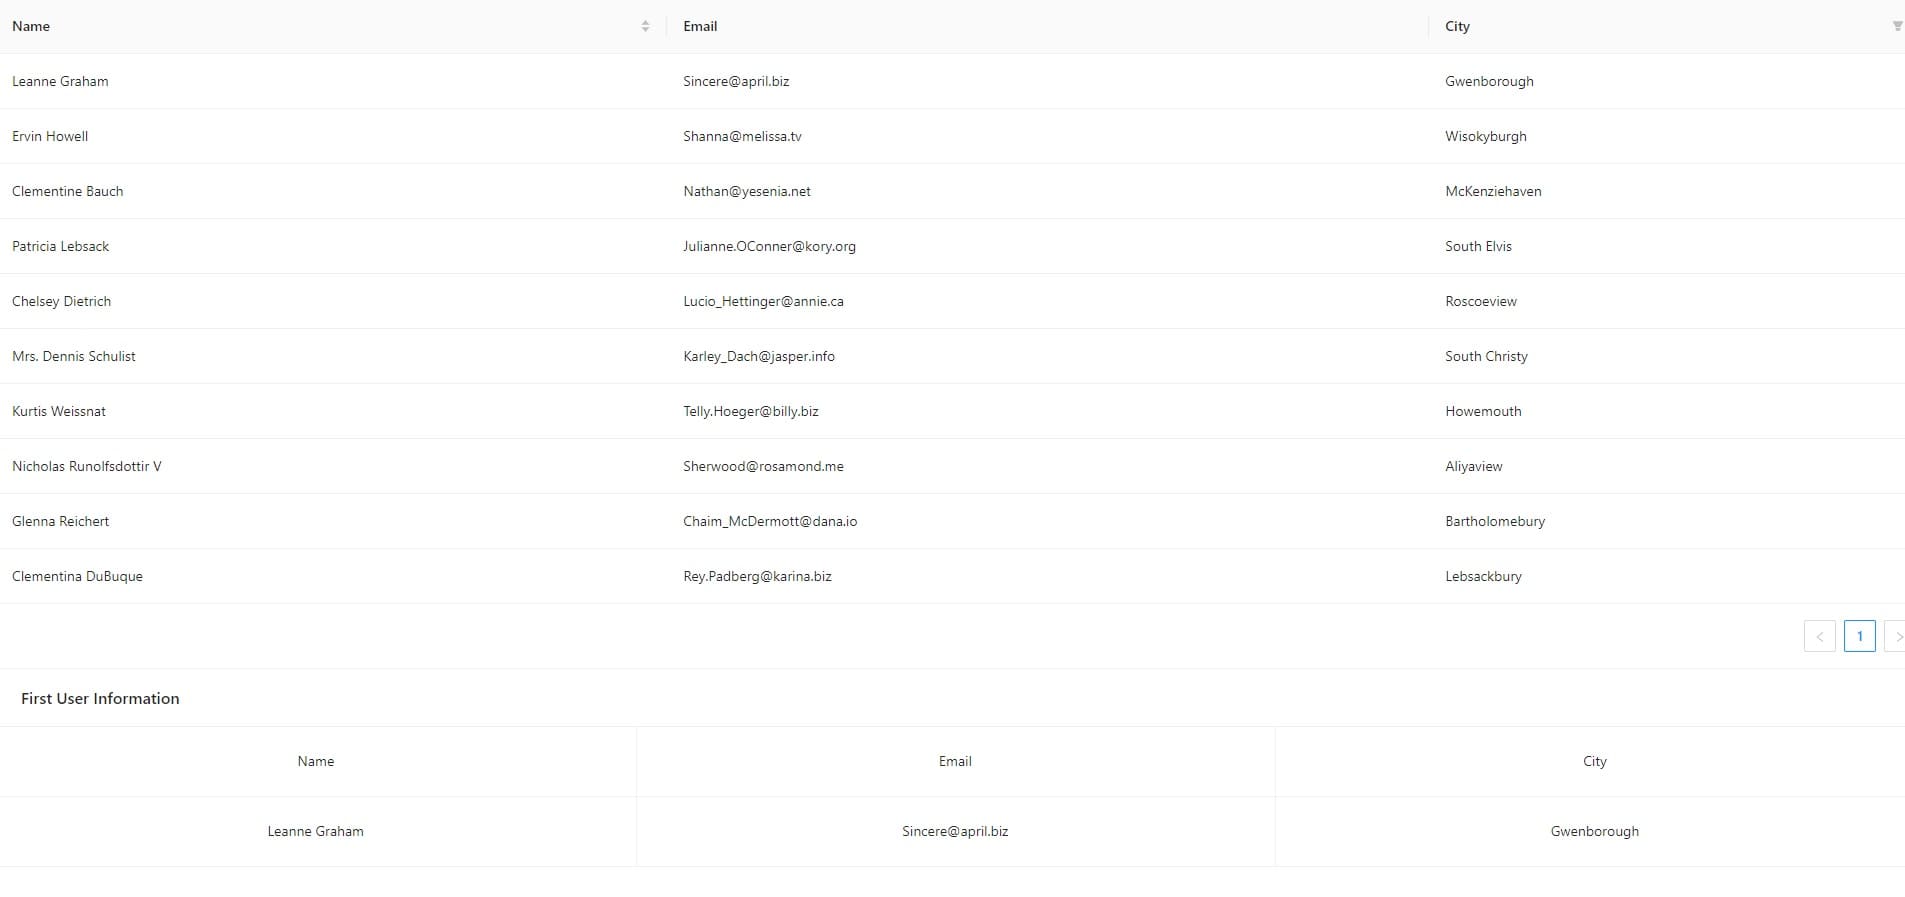 Name Email City
Leanne Graham Sincere@april.biz Gwenborough
Ervin Howell Shanna@melissa.tv Wisokyburgh
Clementine Bauch Nathan@yesenia.net McKenziehaven
Patricia Lebsack Julianne.OConner@kory.org South Elvis
Chelsey Dietrich Lucio_Hettinger@annie.ca Roscoeview
Mrs. Dennis Schulist Karley_Dach@jasper.info South Christy
Kurtis Weissnat Telly.Hoeger@billy.biz Howemouth
Nicholas Runolfsdottir V Sherwood@rosamond.me Aliyaview
Glenna Reichert Chaim_McDermott@dana.io Bartholomebury
Clementina DuBuque Rey.Padberg@karina.biz Lebsackbury
< 1 >
First User Information
Name Email City
Leanne Graham Sincere@april.biz Gwenborough